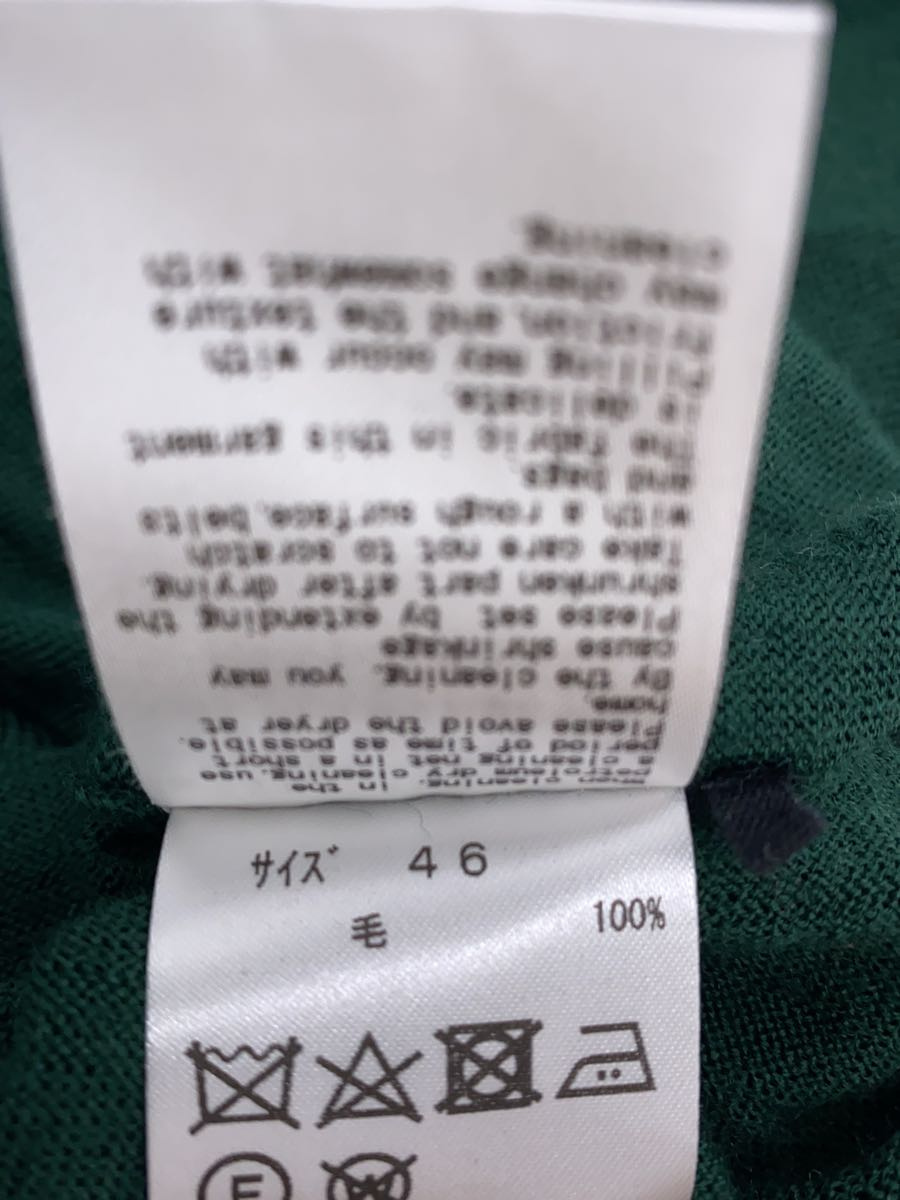 cleaning. in the
petroleum dry cleaning, use.
a cleaning net in a short
period of time as possible.
Please avoid the dryer at
home.
By the cleaning, you may
cause shrinkage
Please set by extending the
shrunken part after drying.
Take care not to scratch
with a rough surface,belts
and bags
The fabric in this garment
is delicate.
Pilling may occur with
friction,and the texture
may change somewhat with
cleaning.
サイズ 46
毛 100%
F
W